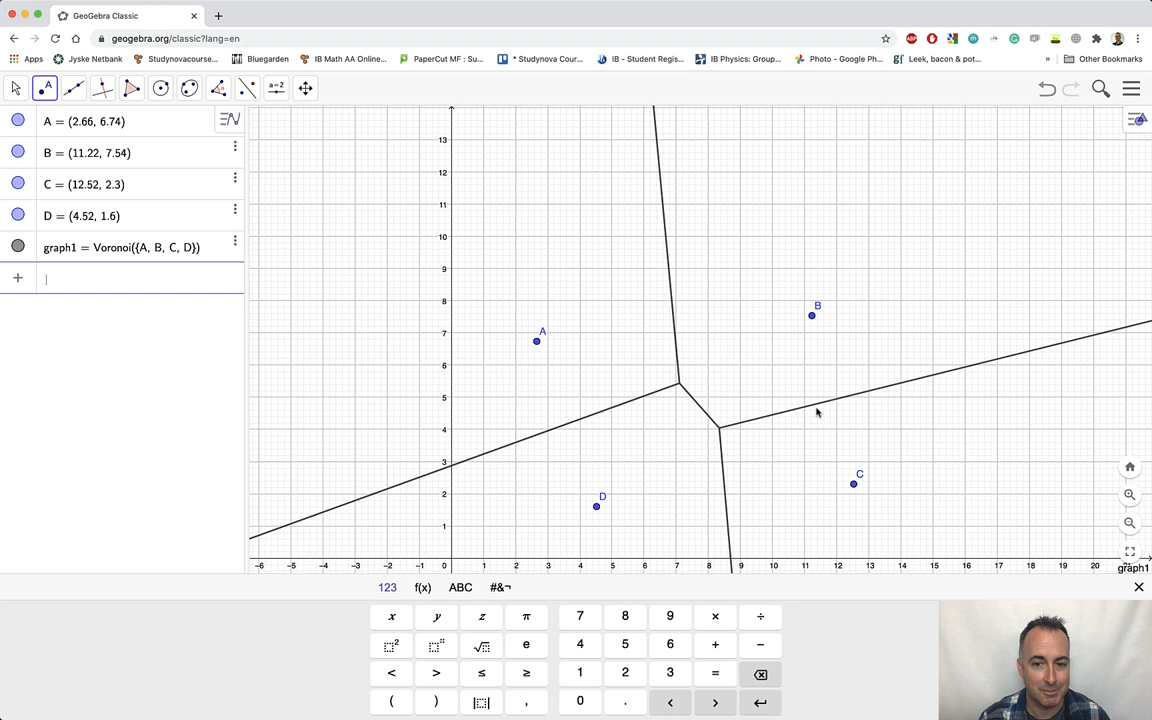 GeoGebra Classic
geogebra.org/classic?lang=en
Apps Jyske Netbank Studynovacourse... Bluegarden IB Math AA Online... PaperCut MF : Su... * Studynova Cour... IB - Student Regis... IB Physics: Group... Photo - Google Ph... Leek, bacon & pot... » Other Bookmarks
ABP
A
a=2
A = (2.66, 6.74)
B = (11.22, 7.54)
C = (12.52, 2.3)
D = (4.52, 1.6)
graph1 = Voronoi({A, B, C, D})
13
12
11
10
9
8
7
6
5
4
3
2
1
B
A
C
D
−6 −5 −4 −3 −2 −1 0 1 2 3 4 5 6 7 8 9 10 11 12 13 14 15 16 17 18 19 20
graph1
123 f(x) ABC #&¬
x y z π 7 8 9 × ÷
e 4 5 6 + −
< > ≤ ≥ 1 2 3 =
( ) , 0 . < >